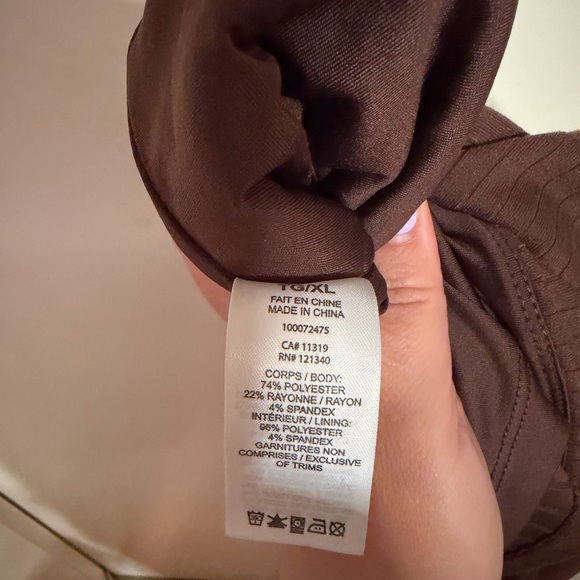 TG/XL
FAIT EN CHINE
MADE IN CHINA
100072475
CA# 11319
RN# 121340
CORPS / BODY:
74% POLYESTER
22% RAYONNE / RAYON
4% SPANDEX
INTÉRIEUR / LINING:
96% POLYESTER
4% SPANDEX
GARNITURES NON
COMPRISES / EXCLUSIVE
OF TRIMS